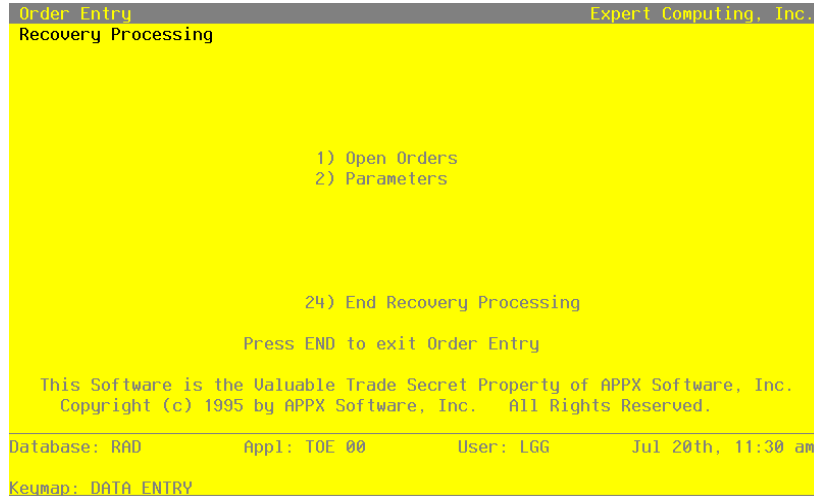 Order Entry Expert Computing, Inc.
Recovery Processing
1) Open Orders
2) Parameters
24) End Recovery Processing
Press END to exit Order Entry
This Software is the Valuable Trade Secret Property of APPX Software, Inc.
Copyright (c) 1995 by APPX Software, Inc. All Rights Reserved.
Database: RAD Appl: TOE 00 User: LGG Jul 20th, 11:30 am
Keymap: DATA ENTRY